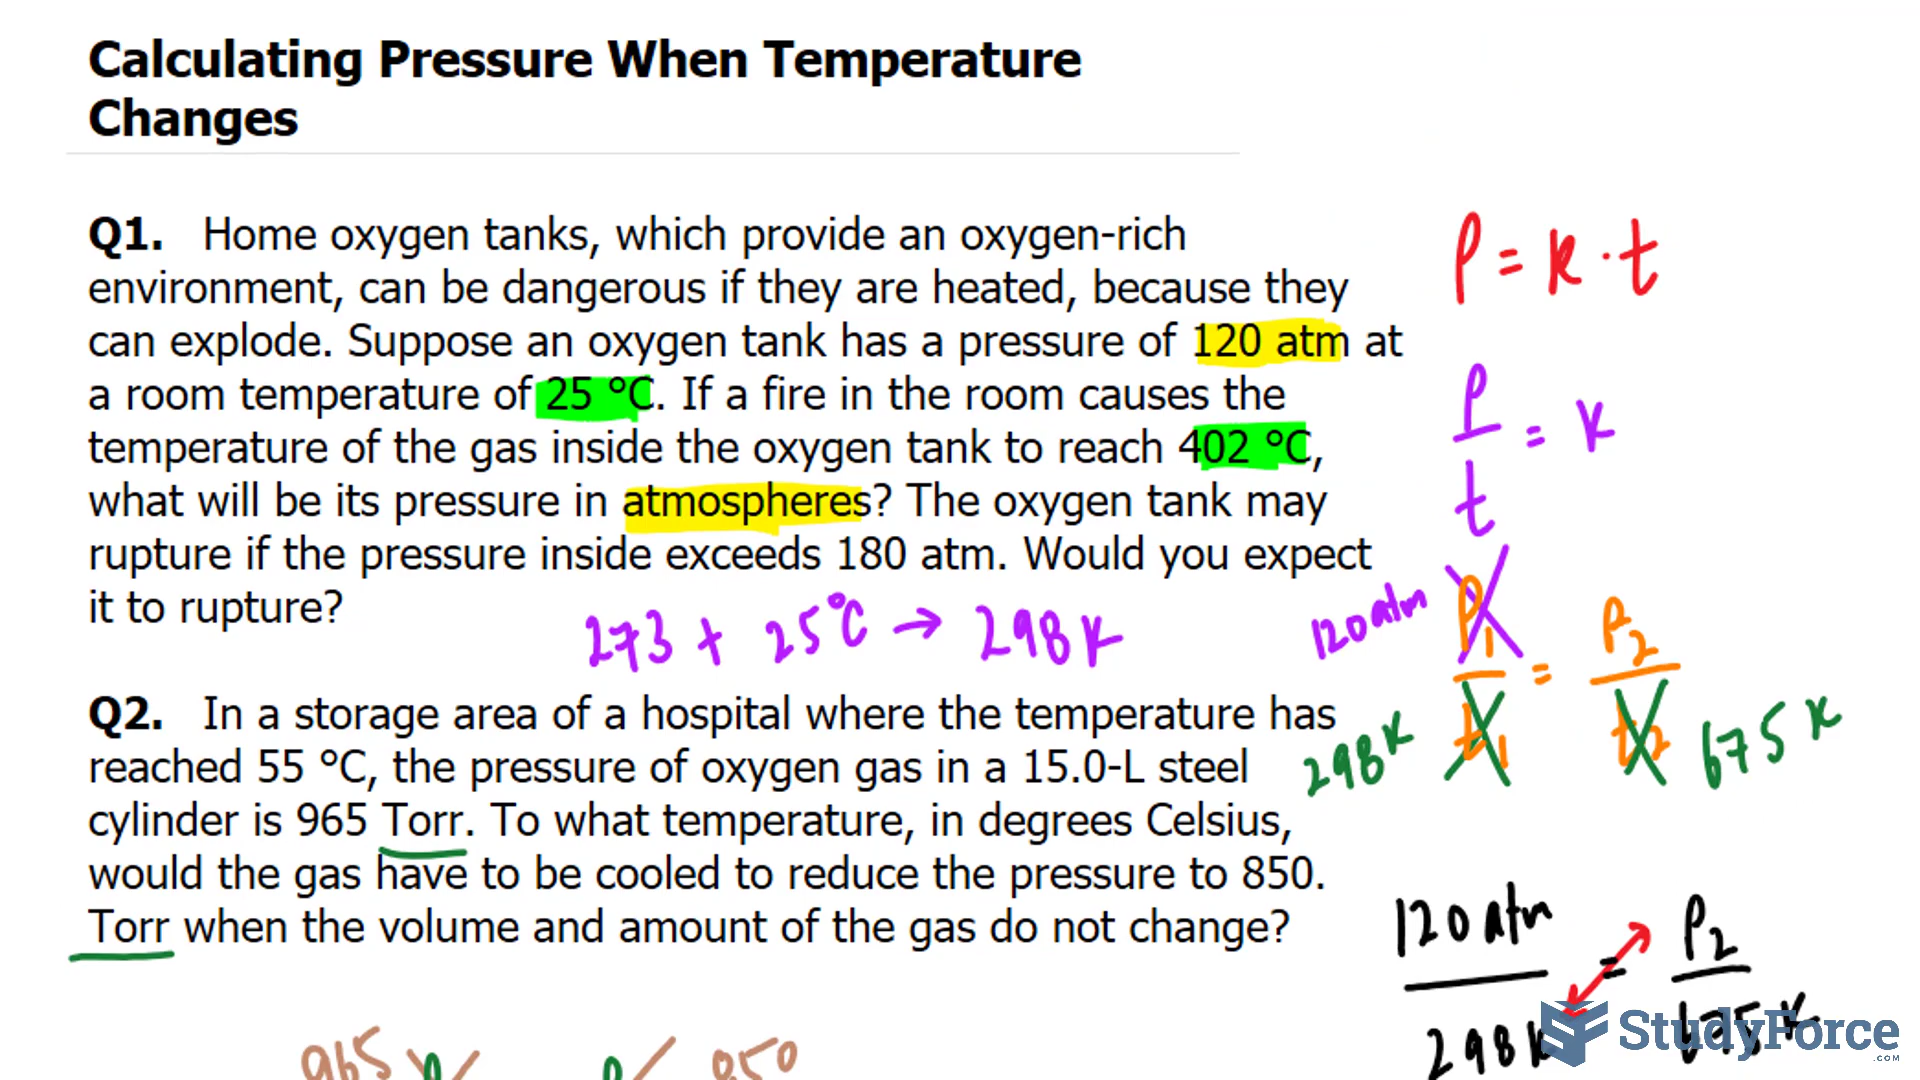 Calculating Pressure When Temperature
Changes
Q1. Home oxygen tanks, which provide an oxygen-rich
environment, can be dangerous if they are heated, because they
can explode. Suppose an oxygen tank has a pressure of 120 atm at
a room temperature of 25 °C. If a fire in the room causes the
temperature of the gas inside the oxygen tank to reach 402 °C,
what will be its pressure in atmospheres? The oxygen tank may
rupture if the pressure inside exceeds 180 atm. Would you expect
it to rupture?
273 + 25°C → 298K
Q2. In a storage area of a hospital where the temperature has
reached 55 °C, the pressure of oxygen gas in a 15.0-L steel
cylinder is 965 Torr. To what temperature, in degrees Celsius,
would the gas have to be cooled to reduce the pressure to 850.
Torr when the volume and amount of the gas do not change?
965
850
P = k · t
P
= k
t
120 atm P1 = P2
298K t1 t2 675K
120 atm = P2
298K 675K
StudyForce
.COM